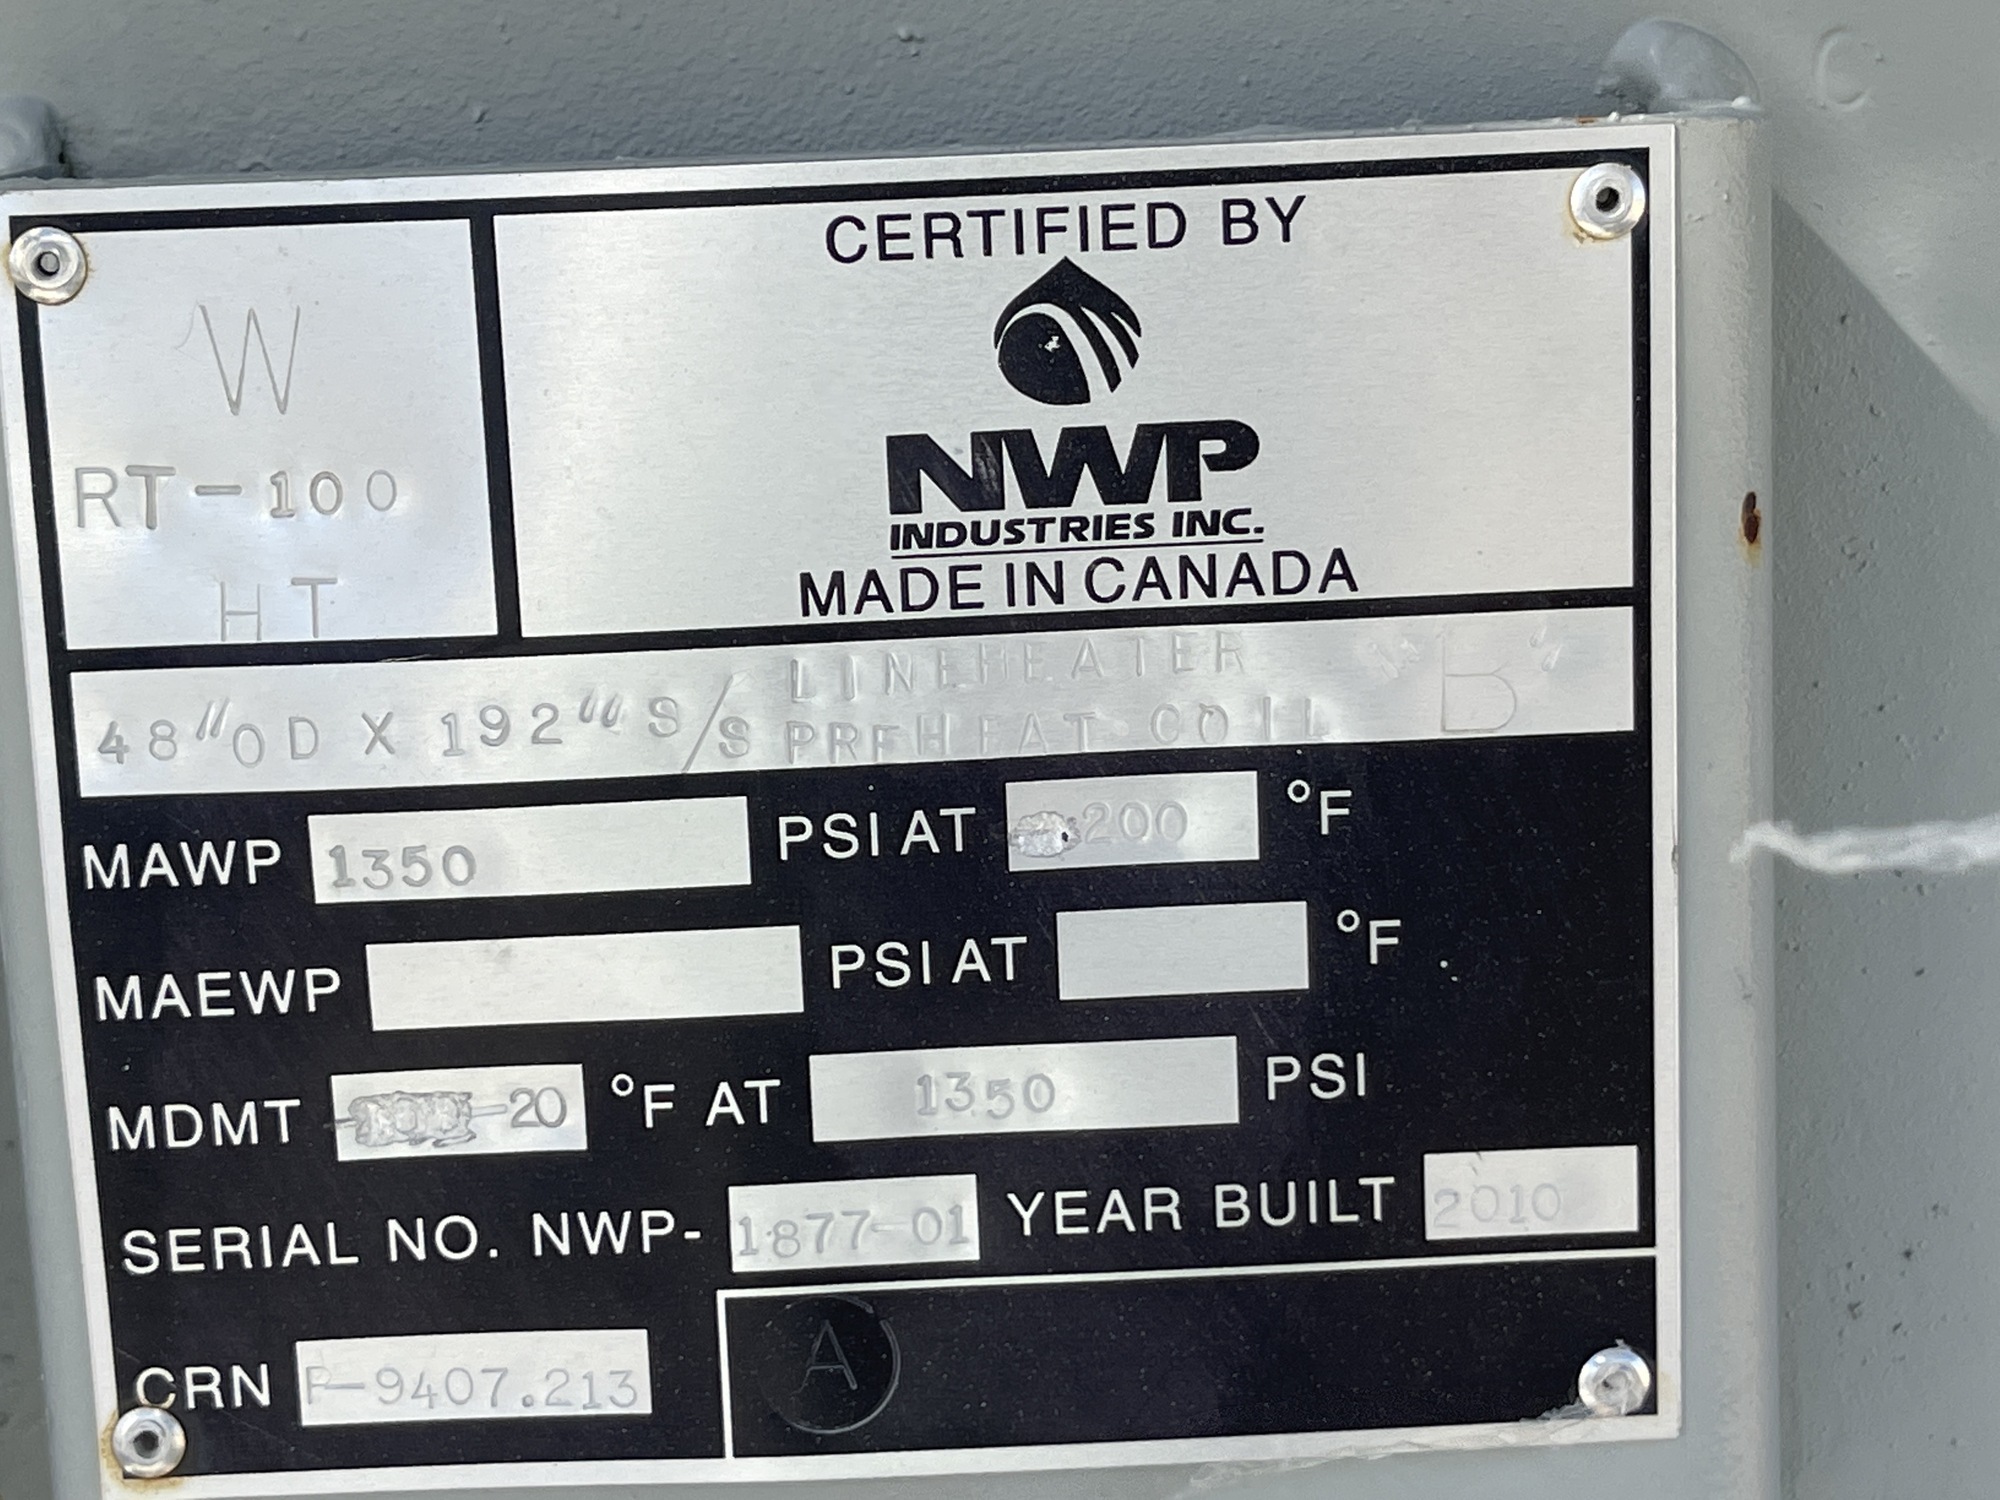 C
CERTIFIED BY
NWP
INDUSTRIES INC.
MADE IN CANADA
W
RT-100
HT
48"OD X 192" S/S LINEHEATER PREHEAT COIL "B"
MAWP 1350 PSI AT 200 °F
MAEWP PSI AT °F
MDMT -20 °F AT 1350 PSI
SERIAL NO. NWP- 1877-01 YEAR BUILT 2010
CRN P-9407.213
A